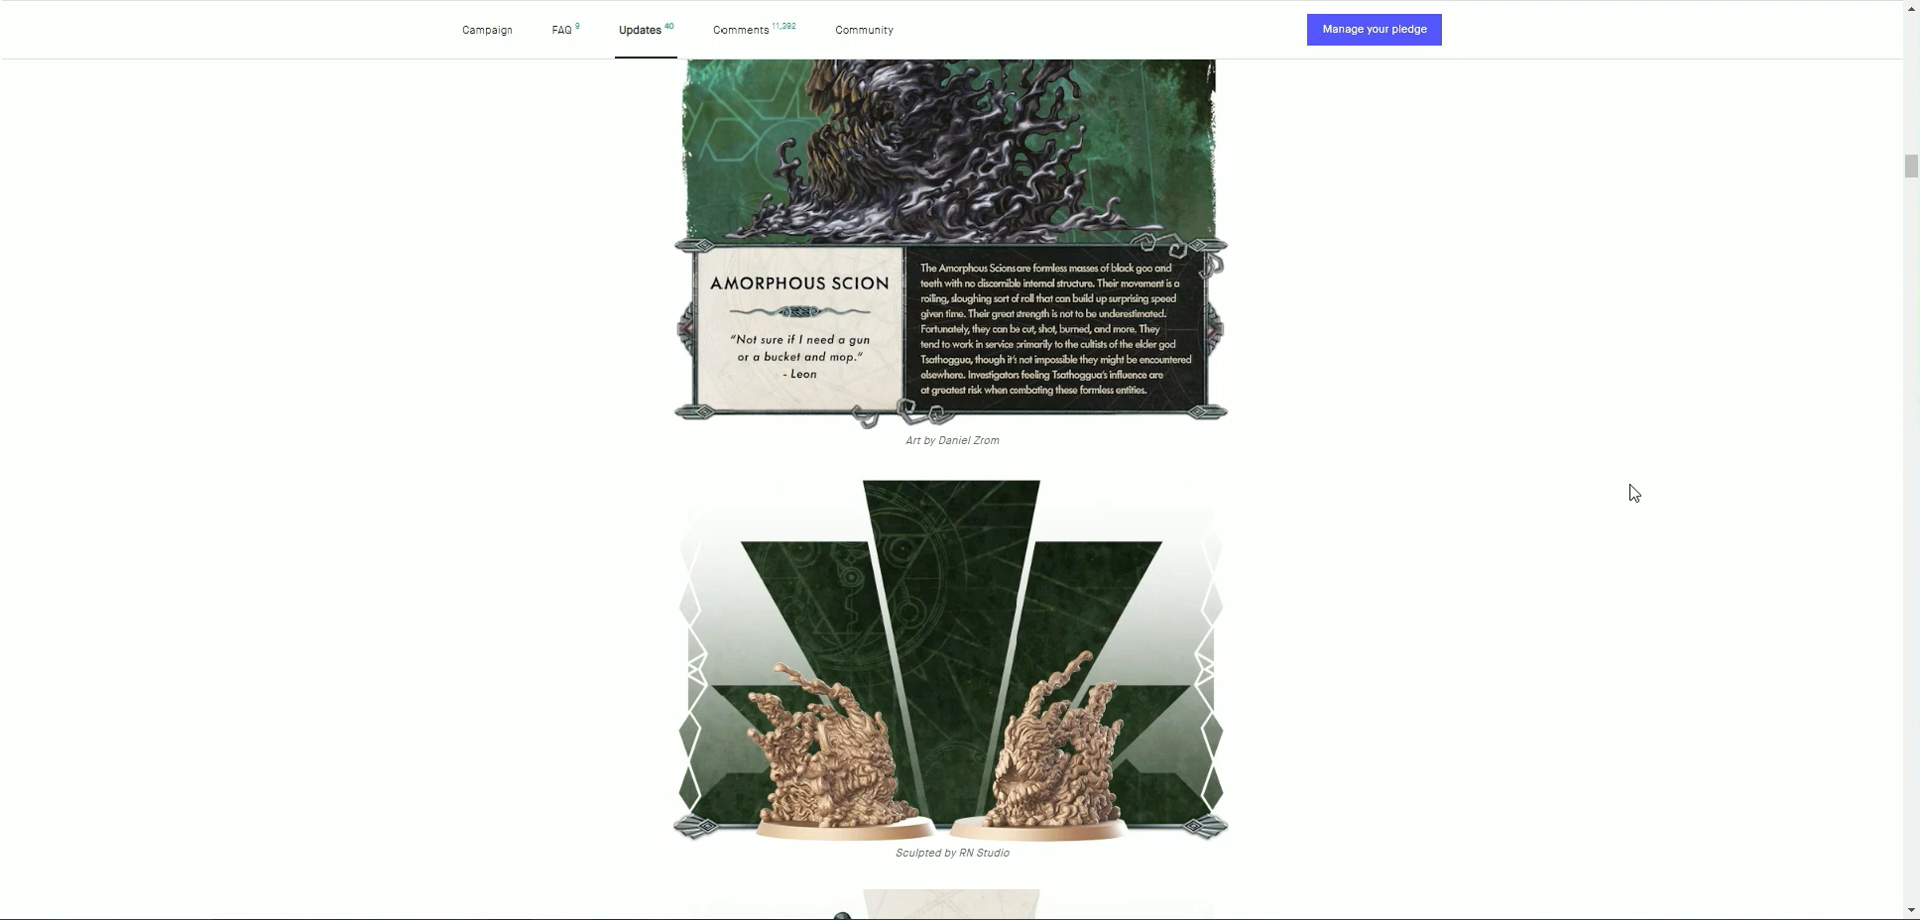 Campaign FAQ 9 Updates 40 Comments 11,392 Community Manage your pledge
AMORPHOUS SCION
“Not sure if I need a gun
or a bucket and mop.”
- Leon
The Amorphous Scions are formless masses of black goo and
teeth with no discernible internal structure. Their movement is a
roiling, sloughing sort of roll that can build up surprising speed
given time. Their great strength is not to be underestimated.
Fortunately, they can be cut, shot, burned, and more. They
tend to work in service primarily to the cultists of the elder god
Tsathoggua, though it's not impossible they might be encountered
elsewhere. Investigators feeling Tsathoggua's influence are
at greatest risk when combating these formless entities.
Art by Daniel Zrom
Sculpted by RN Studio